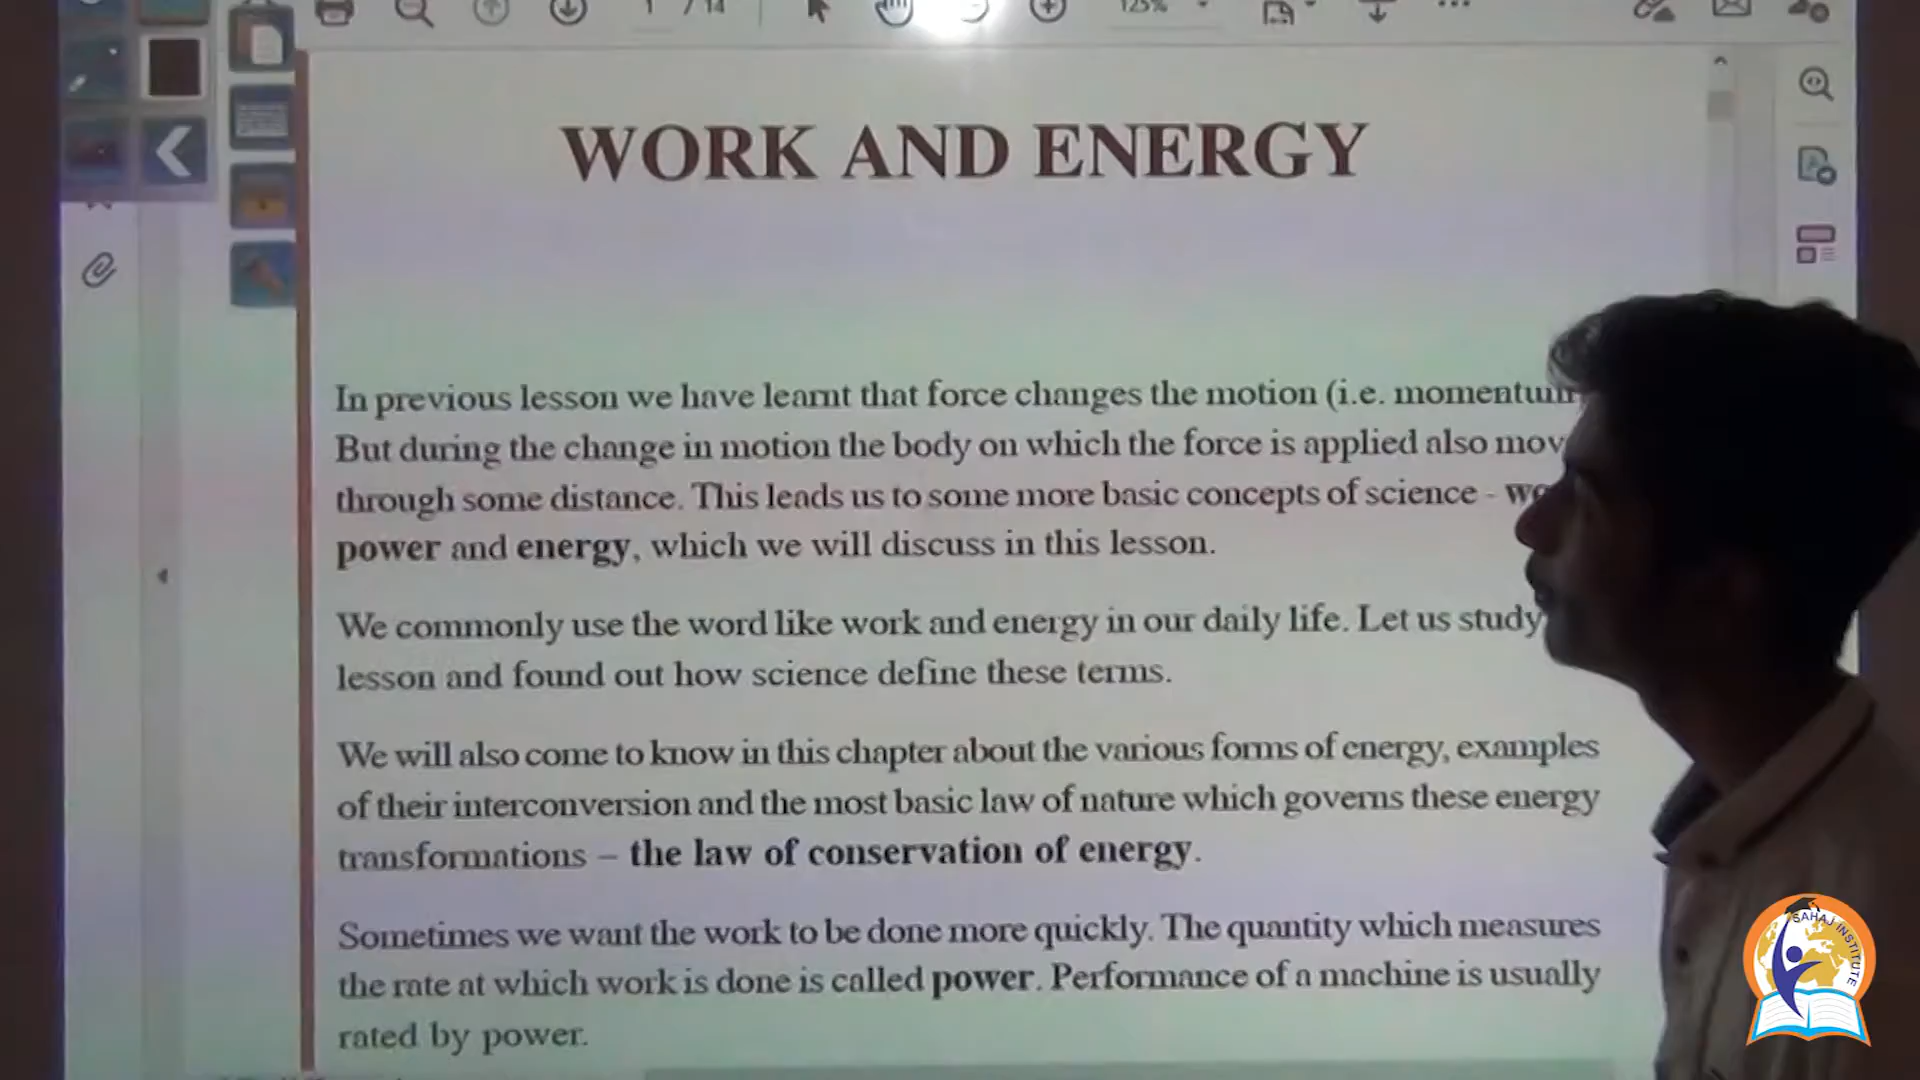 1 / 14
125%
WORK AND ENERGY
In previous lesson we have learnt that force changes the motion (i.e. momentum
But during the change in motion the body on which the force is applied also mov
through some distance. This leads us to some more basic concepts of science - wo
power and energy, which we will discuss in this lesson.
We commonly use the word like work and energy in our daily life. Let us study
lesson and found out how science define these terms.
We will also come to know in this chapter about the various forms of energy, examples
of their interconversion and the most basic law of nature which governs these energy
transformations – the law of conservation of energy.
Sometimes we want the work to be done more quickly. The quantity which measures
the rate at which work is done is called power. Performance of a machine is usually
rated by power.
SAHAJ INSTITUTE